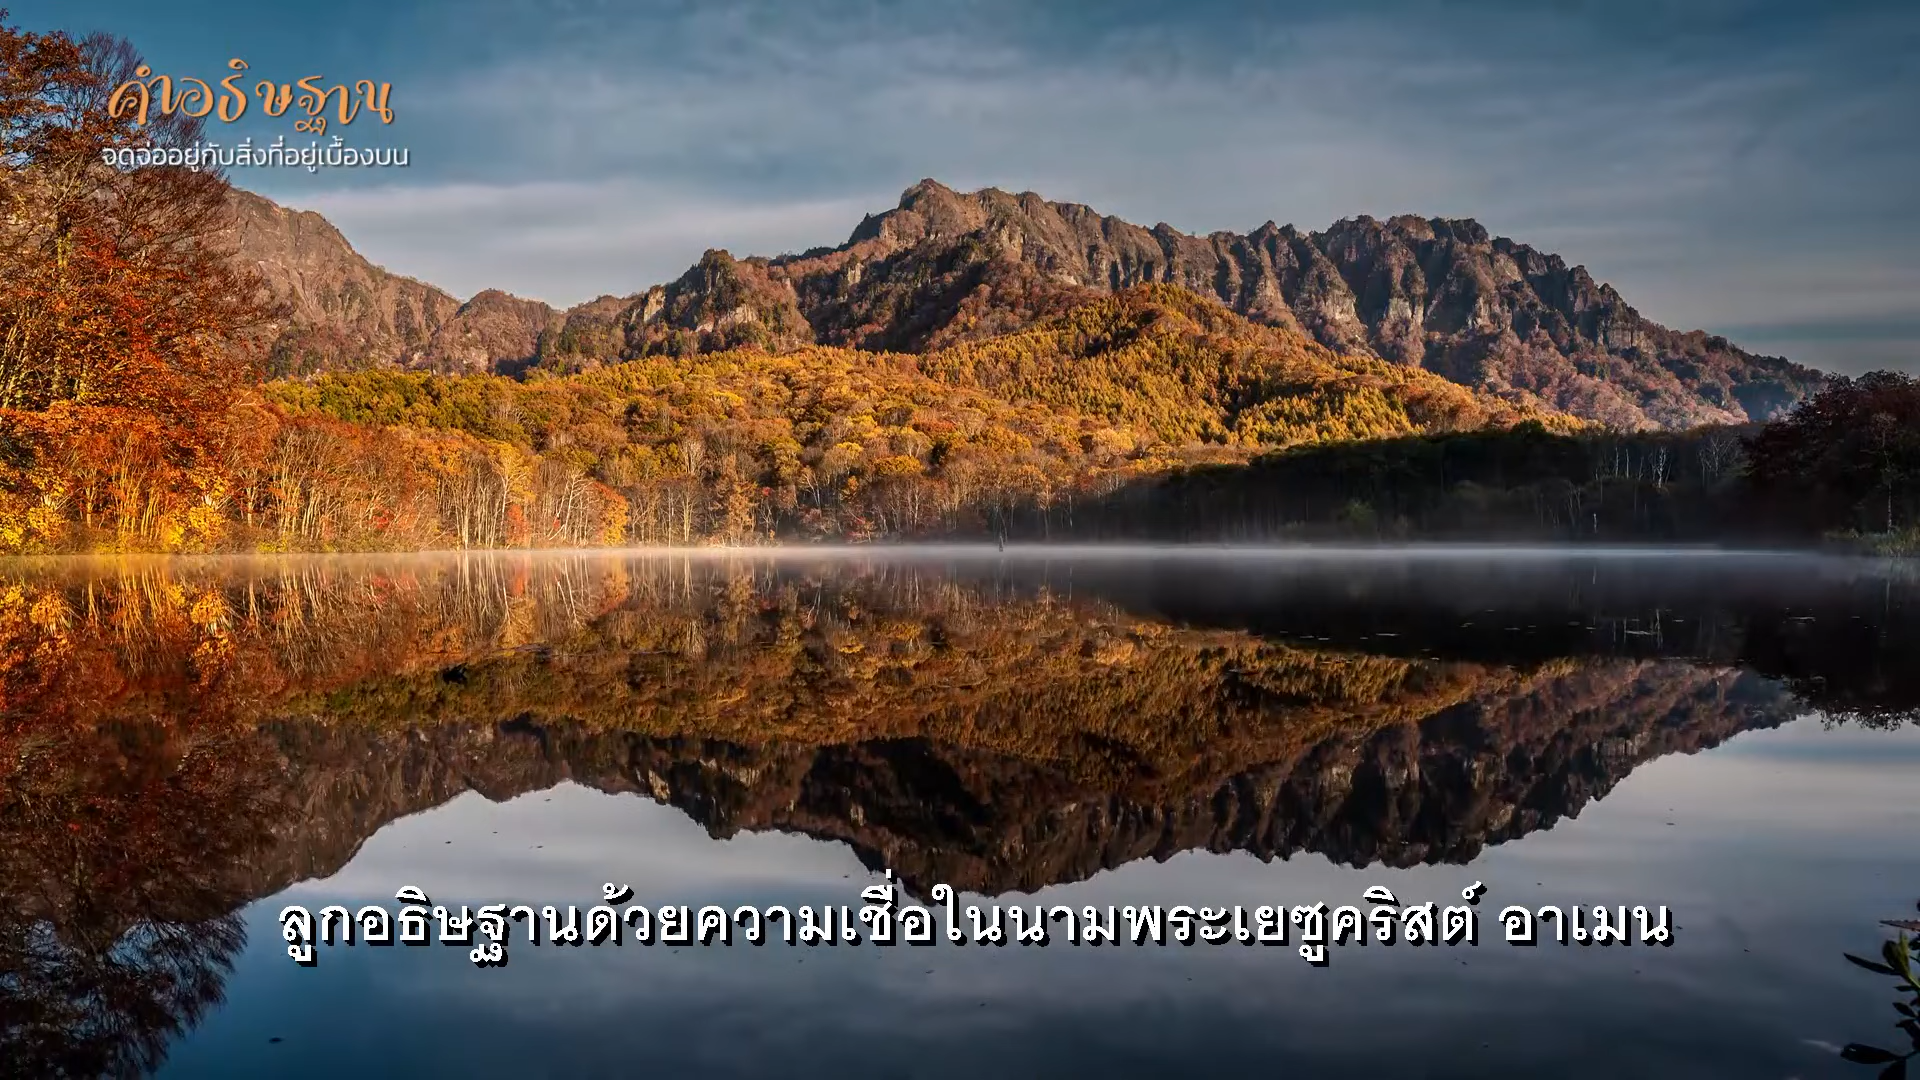 คำอธิษฐาน
จดจ่ออยู่กับสิ่งที่อยู่เบื้องบน
ลูกอธิษฐานด้วยความเชื่อในนามพระเยซูคริสต์ อาเมน